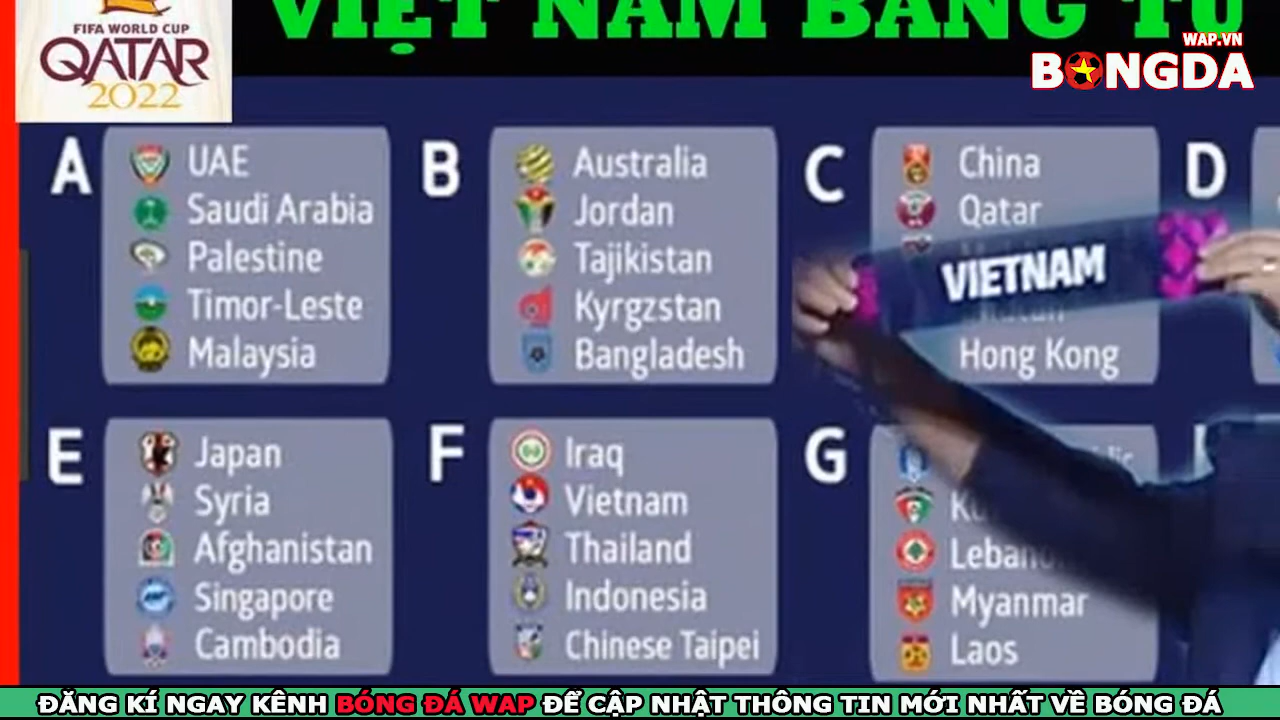 VIỆT NAM BẢNG TỬ
FIFA WORLD CUP
QATAR
2022
WAP.VN
BONGDA
A
UAE
Saudi Arabia
Palestine
Timor-Leste
Malaysia
B
Australia
Jordan
Tajikistan
Kyrgzstan
Bangladesh
C
China
Qatar
VIETNAM
Hong Kong
D
E
Japan
Syria
Afghanistan
Singapore
Cambodia
F
Iraq
Vietnam
Thailand
Indonesia
Chinese Taipei
G
Lebano
Myanmar
Laos
ĐĂNG KÍ NGAY KÊNH BÓNG ĐÁ WAP ĐỂ CẬP NHẬT THÔNG TIN MỚI NHẤT VỀ BÓNG ĐÁ